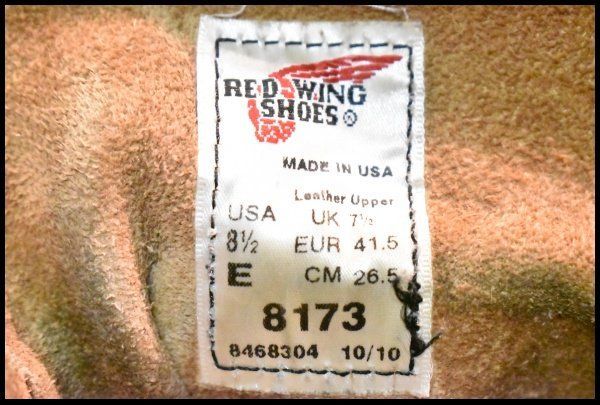 RED WING
SHOES®
MADE IN USA
Leather Upper
USA UK 7½
8½ EUR 41.5
E CM 26.5
8173
8468304 10/10